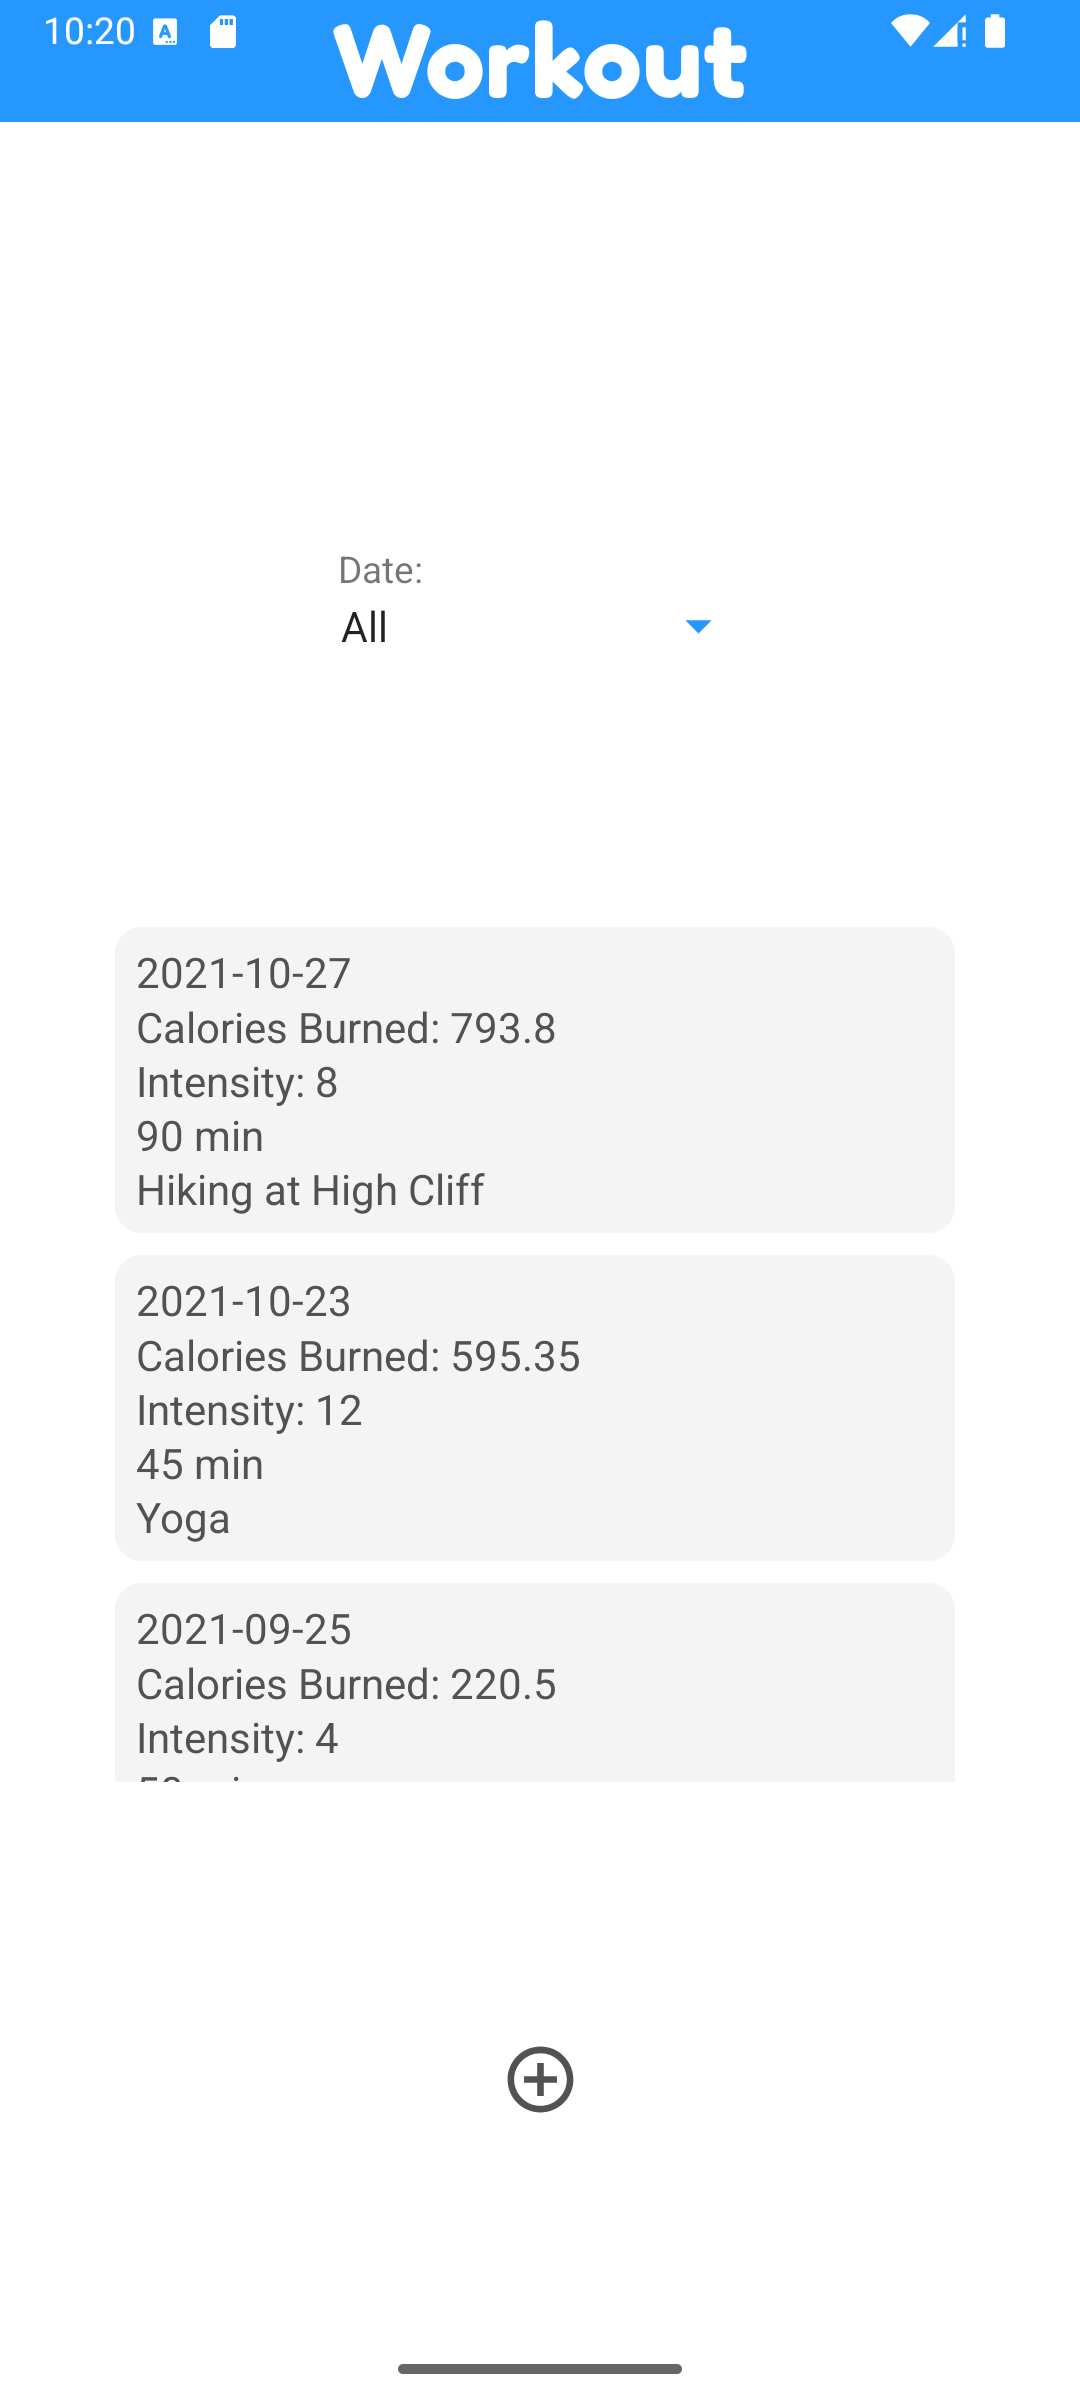 10:20
Workout
Date:
All
2021-10-27
Calories Burned: 793.8
Intensity: 8
90 min
Hiking at High Cliff
2021-10-23
Calories Burned: 595.35
Intensity: 12
45 min
Yoga
2021-09-25
Calories Burned: 220.5
Intensity: 4